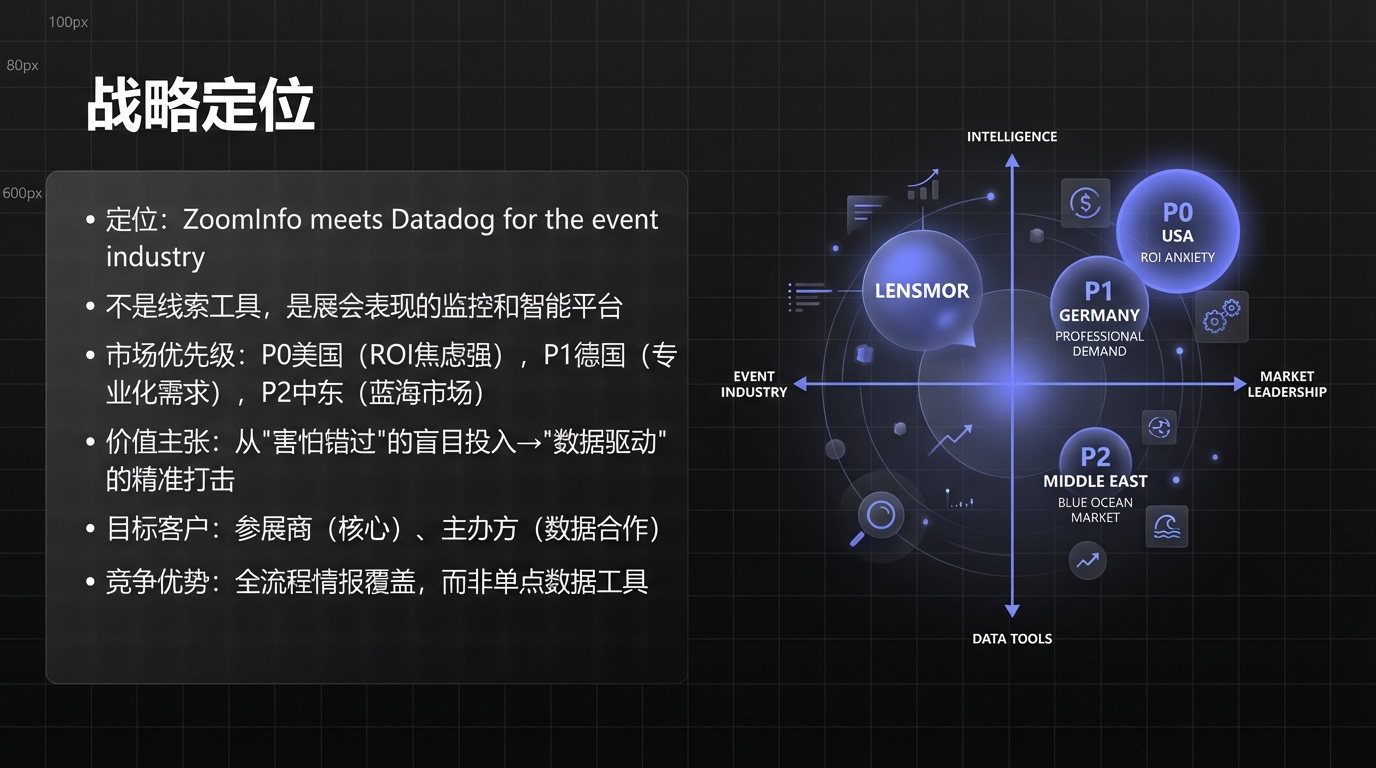 100px
80px
战略定位
600px
• 定位：ZoomInfo meets Datadog for the event
industry
• 不是线索工具，是展会表现的监控和智能平台
• 市场优先级：P0美国（ROI焦虑强），P1德国（专
业化需求），P2中东（蓝海市场）
• 价值主张：从"害怕错过"的盲目投入→"数据驱动"
的精准打击
• 目标客户：参展商（核心）、主办方（数据合作）
• 竞争优势：全流程情报覆盖，而非单点数据工具
INTELLIGENCE
P0
USA
ROI ANXIETY
LENSMOR
P1
GERMANY
PROFESSIONAL
DEMAND
EVENT
INDUSTRY
MARKET
LEADERSHIP
P2
MIDDLE EAST
BLUE OCEAN
MARKET
DATA TOOLS